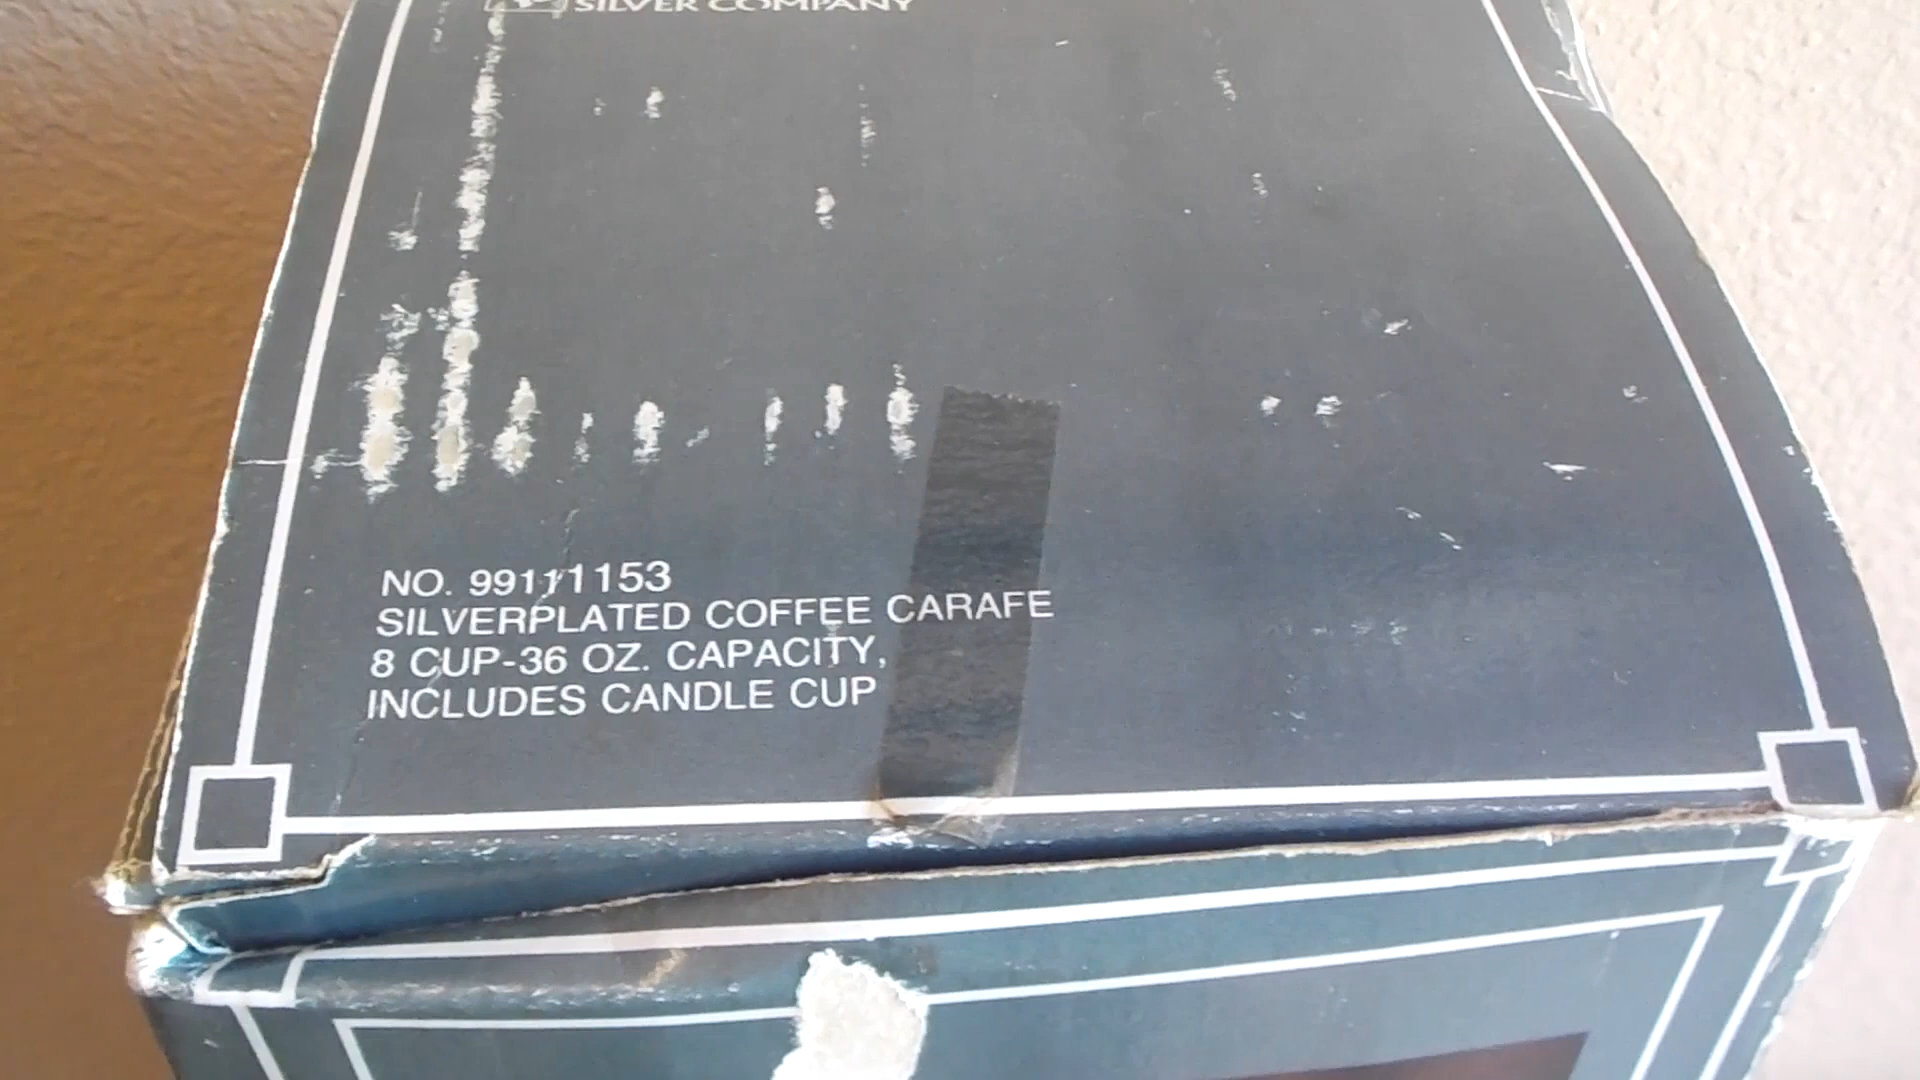 SILVER COMPANY
NO. 99111153
SILVERPLATED COFFEE CARAFE
8 CUP-36 OZ. CAPACITY,
INCLUDES CANDLE CUP